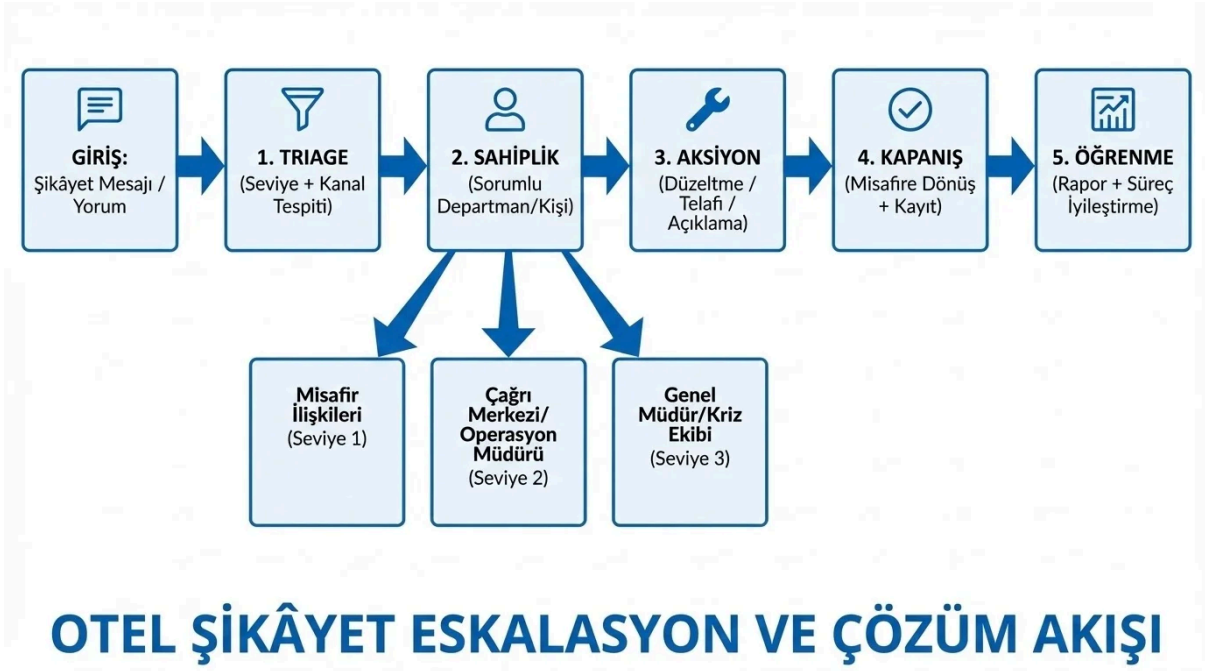 GİRİŞ:
Şikâyet Mesajı /
Yorum
1. TRIAGE
(Seviye + Kanal
Tespiti)
2. SAHİPLİK
(Sorumlu
Departman/Kişi)
3. AKSİYON
(Düzeltme /
Telafi /
Açıklama)
4. KAPANIŞ
(Misafire Dönüş
+ Kayıt)
5. ÖĞRENME
(Rapor + Süreç
İyileştirme)
Misafir
İlişkileri
(Seviye 1)
Çağrı
Merkezi/
Operasyon
Müdürü
(Seviye 2)
Genel
Müdür/Kriz
Ekibi
(Seviye 3)
OTEL ŞİKÂYET ESKALASYON VE ÇÖZÜM AKIŞI